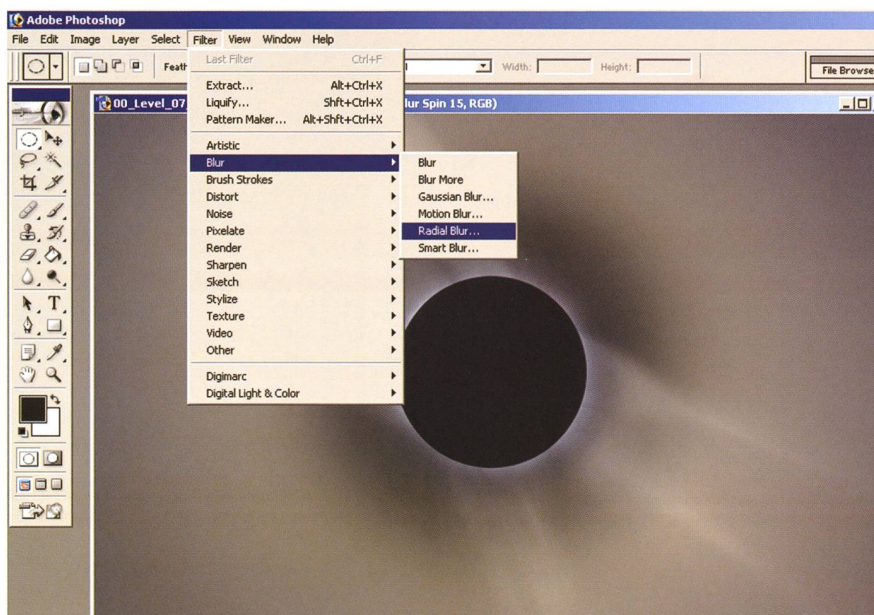 Adobe Photoshop
File Edit Image Layer Select Filter View Window Help
Feath
Width:
Height:
File Browse
Last Filter Ctrl+F
Extract... Alt+Ctrl+X
Liquify... Shft+Ctrl+X
Pattern Maker... Alt+Shft+Ctrl+X
00_Level_07
lur Spin 15, RGB)
Artistic
Blur
Brush Strokes
Distort
Noise
Pixelate
Render
Sharpen
Sketch
Stylize
Texture
Video
Other
Digimarc
Digital Light & Color
Blur
Blur More
Gaussian Blur...
Motion Blur...
Radial Blur...
Smart Blur...
T